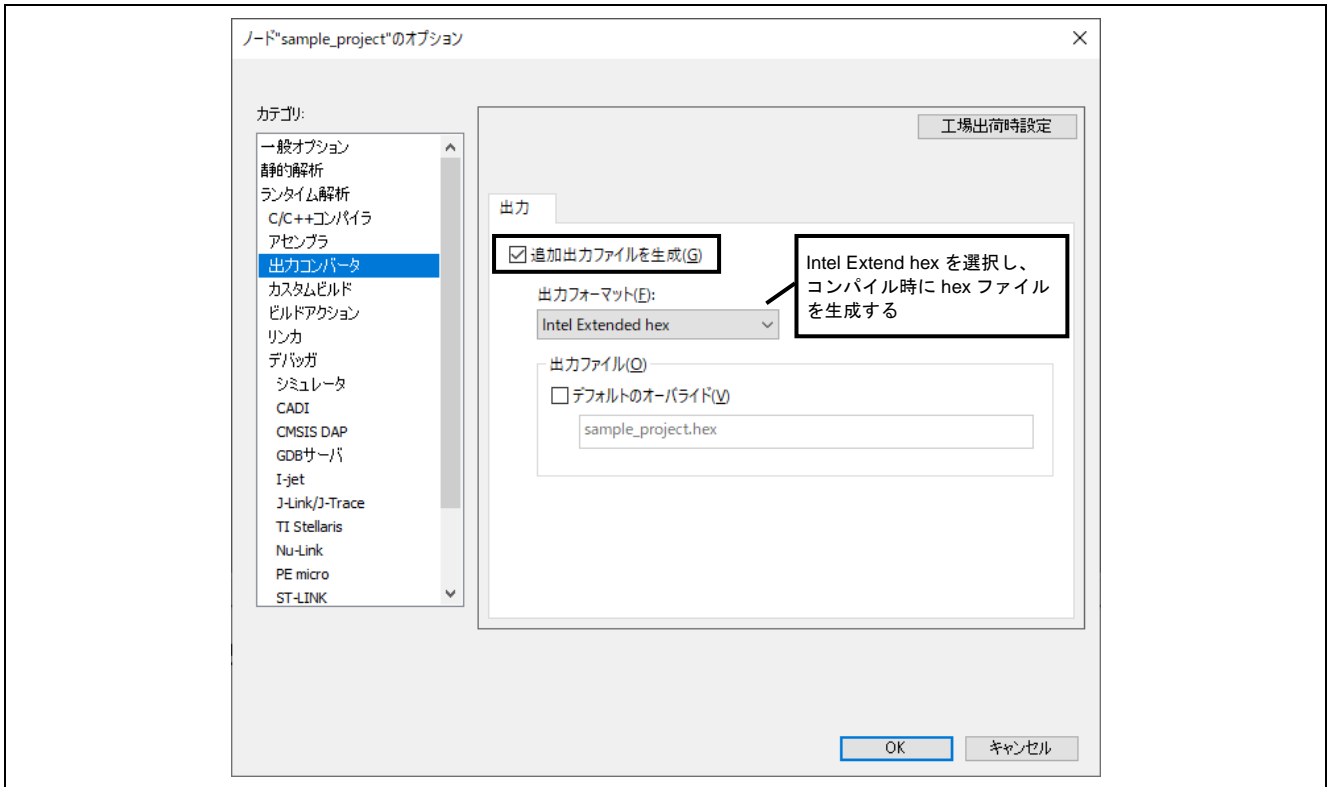 ノード"sample_project"のオプション
カテゴリ:
一般オプション
静的解析
ランタイム解析
C/C++コンパイラ
アセンブラ
出力コンバータ
カスタムビルド
ビルドアクション
リンカ
デバッガ
シミュレータ
CADI
CMSIS DAP
GDBサーバ
I-jet
J-Link/J-Trace
TI Stellaris
Nu-Link
PE micro
ST-LINK
工場出荷時設定
出力
追加出力ファイルを生成(G)
出力フォーマット(F):
Intel Extended hex
Intel Extend hex を選択し、
コンパイル時に hex ファイル
を生成する
出力ファイル(O)
デフォルトのオーバライド(V)
sample_project.hex
OK
キャンセル